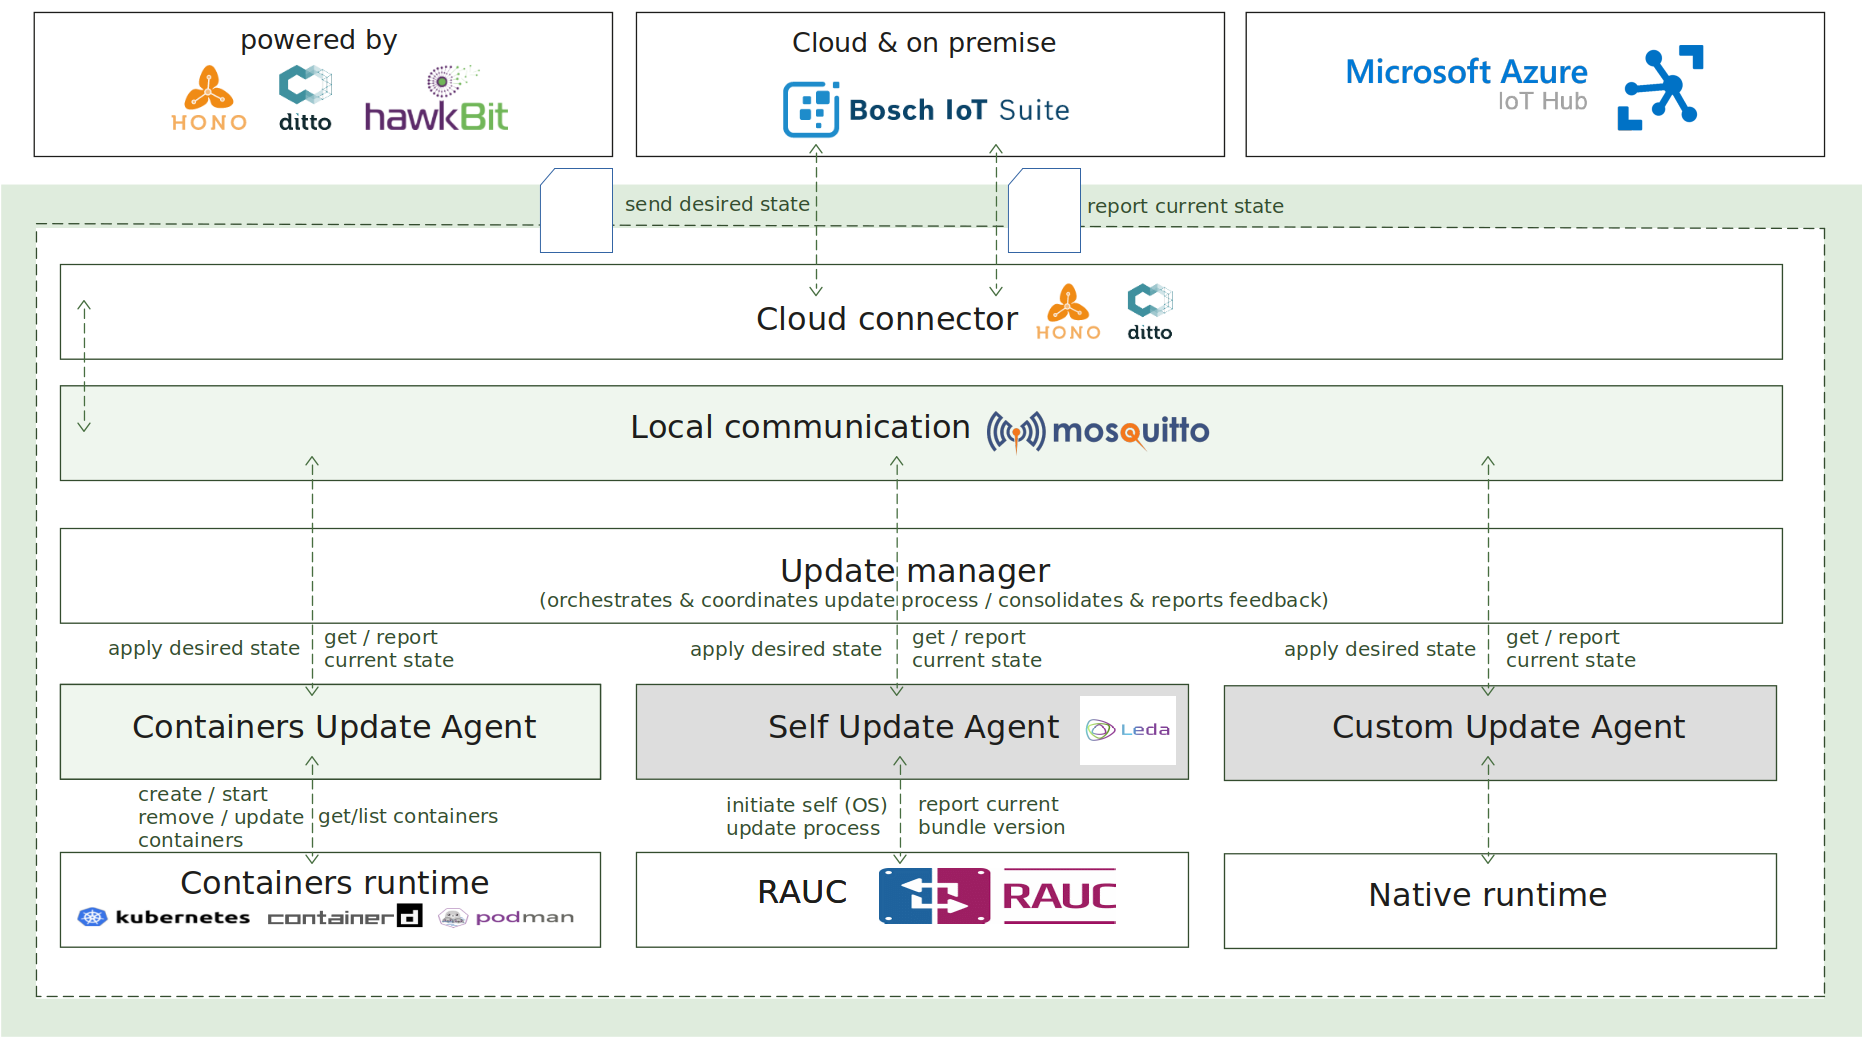 powered by
HONO
ditto
hawkBit
Cloud & on premise
Bosch IoT Suite
Microsoft Azure
IoT Hub
send desired state
report current state
Cloud connector
HONO
ditto
Local communication
mosquitto
Update manager
(orchestrates & coordinates update process / consolidates & reports feedback)
apply desired state
get / report
current state
apply desired state
get / report
current state
apply desired state
get / report
current state
Containers Update Agent
Self Update Agent
Leda
Custom Update Agent
create / start
remove / update
containers
get/list containers
initiate self (OS)
update process
report current
bundle version
Containers runtime
kubernetes
containerd
podman
RAUC
RAUC
Native runtime